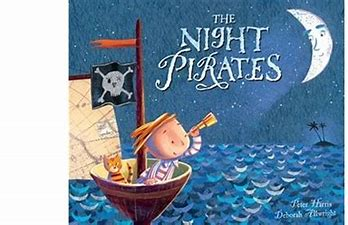 THE
NIGHT
PIRATES
Peter Harris
Deborah Allwright